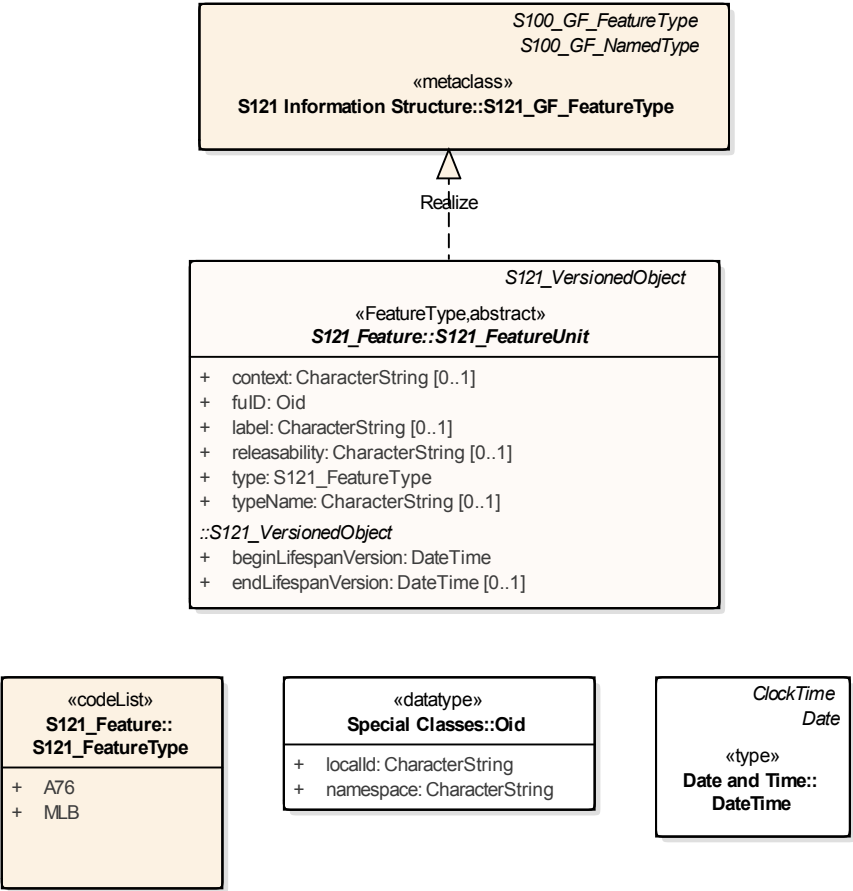 S100_GF_FeatureType
S100_GF_NamedType
«metaclass»
S121 Information Structure::S121_GF_FeatureType
Realize
S121_VersionedObject
«FeatureType,abstract»
S121_Feature::S121_FeatureUnit
+ context: CharacterString [0..1]
+ fuID: Oid
+ label: CharacterString [0..1]
+ releasability: CharacterString [0..1]
+ type: S121_FeatureType
+ typeName: CharacterString [0..1]
::S121_VersionedObject
+ beginLifespanVersion: DateTime
+ endLifespanVersion: DateTime [0..1]
«codeList»
S121_Feature::
S121_FeatureType
+ A76
+ MLB
«datatype»
Special Classes::Oid
+ localId: CharacterString
+ namespace: CharacterString
ClockTime
Date
«type»
Date and Time::
DateTime